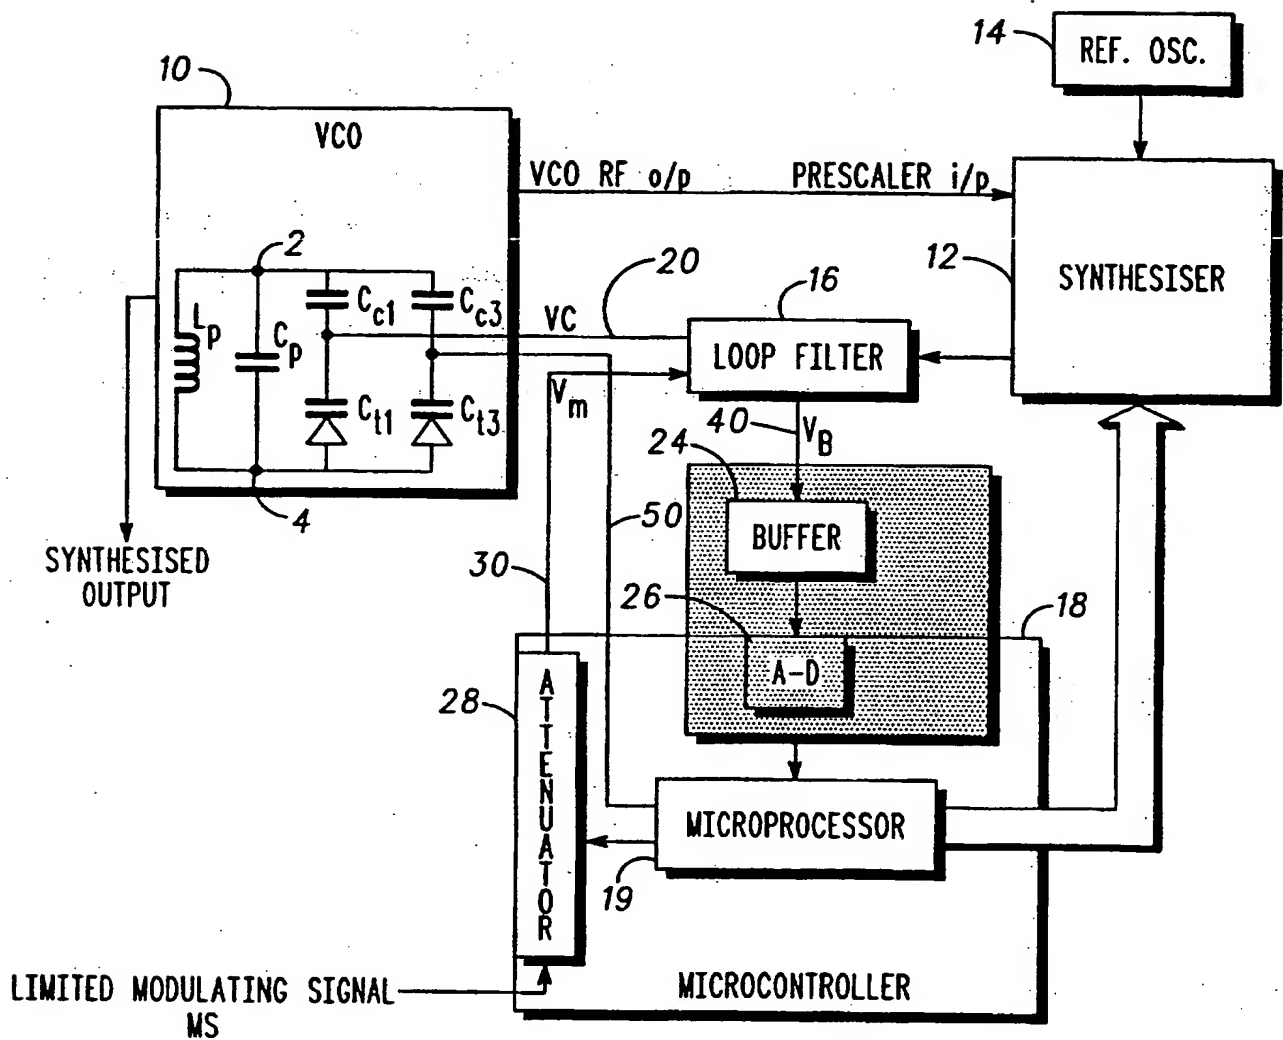 14
REF. OSC.
10
VCO
VCO RF o/p
PRESCALER i/p
2
20
16
12
SYNTHESISER
Lp
Cp
Cc1
Cc3
VC
LOOP FILTER
Vm
Ct1
Ct3
40
VB
24
4
50
BUFFER
SYNTHESISED
OUTPUT
30
26
18
A-D
28
ATTENUATOR
MICROPROCESSOR
19
LIMITED MODULATING SIGNAL
MS
MICROCONTROLLER